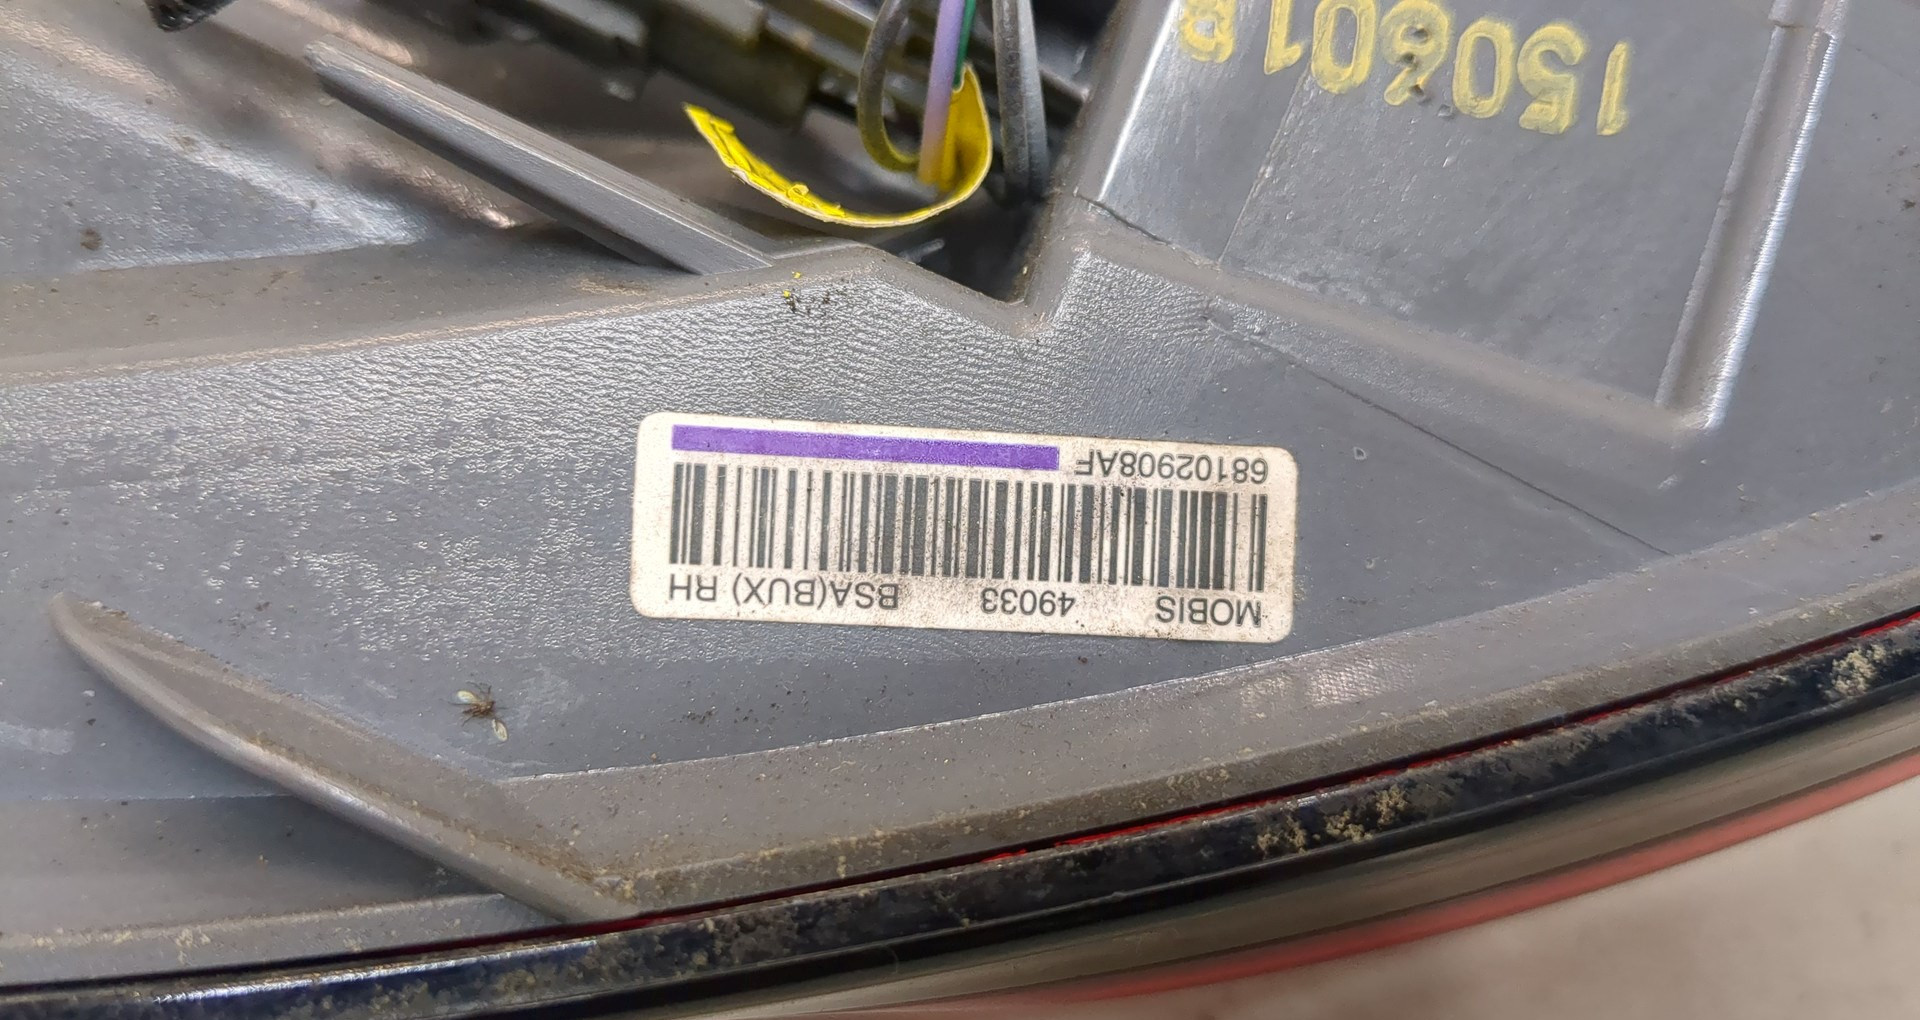 MOBIS 49033 BSA(BUX) RH
68102908AF
150601B